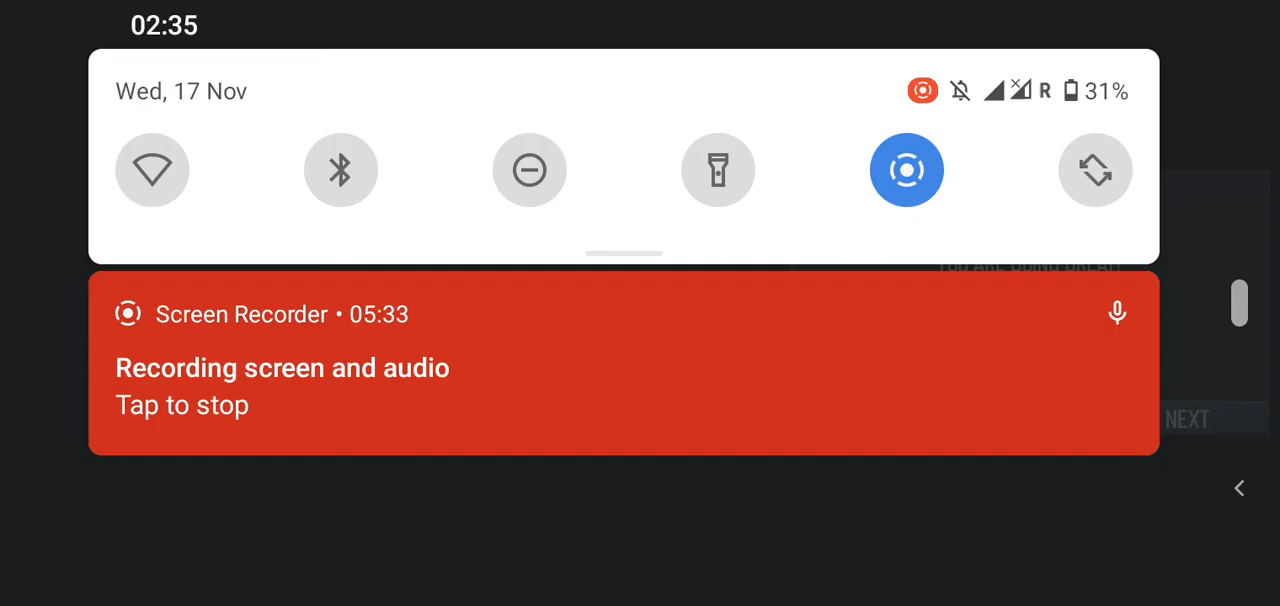 02:35
Wed, 17 Nov
R 31%
Screen Recorder • 05:33
Recording screen and audio
Tap to stop
NEXT